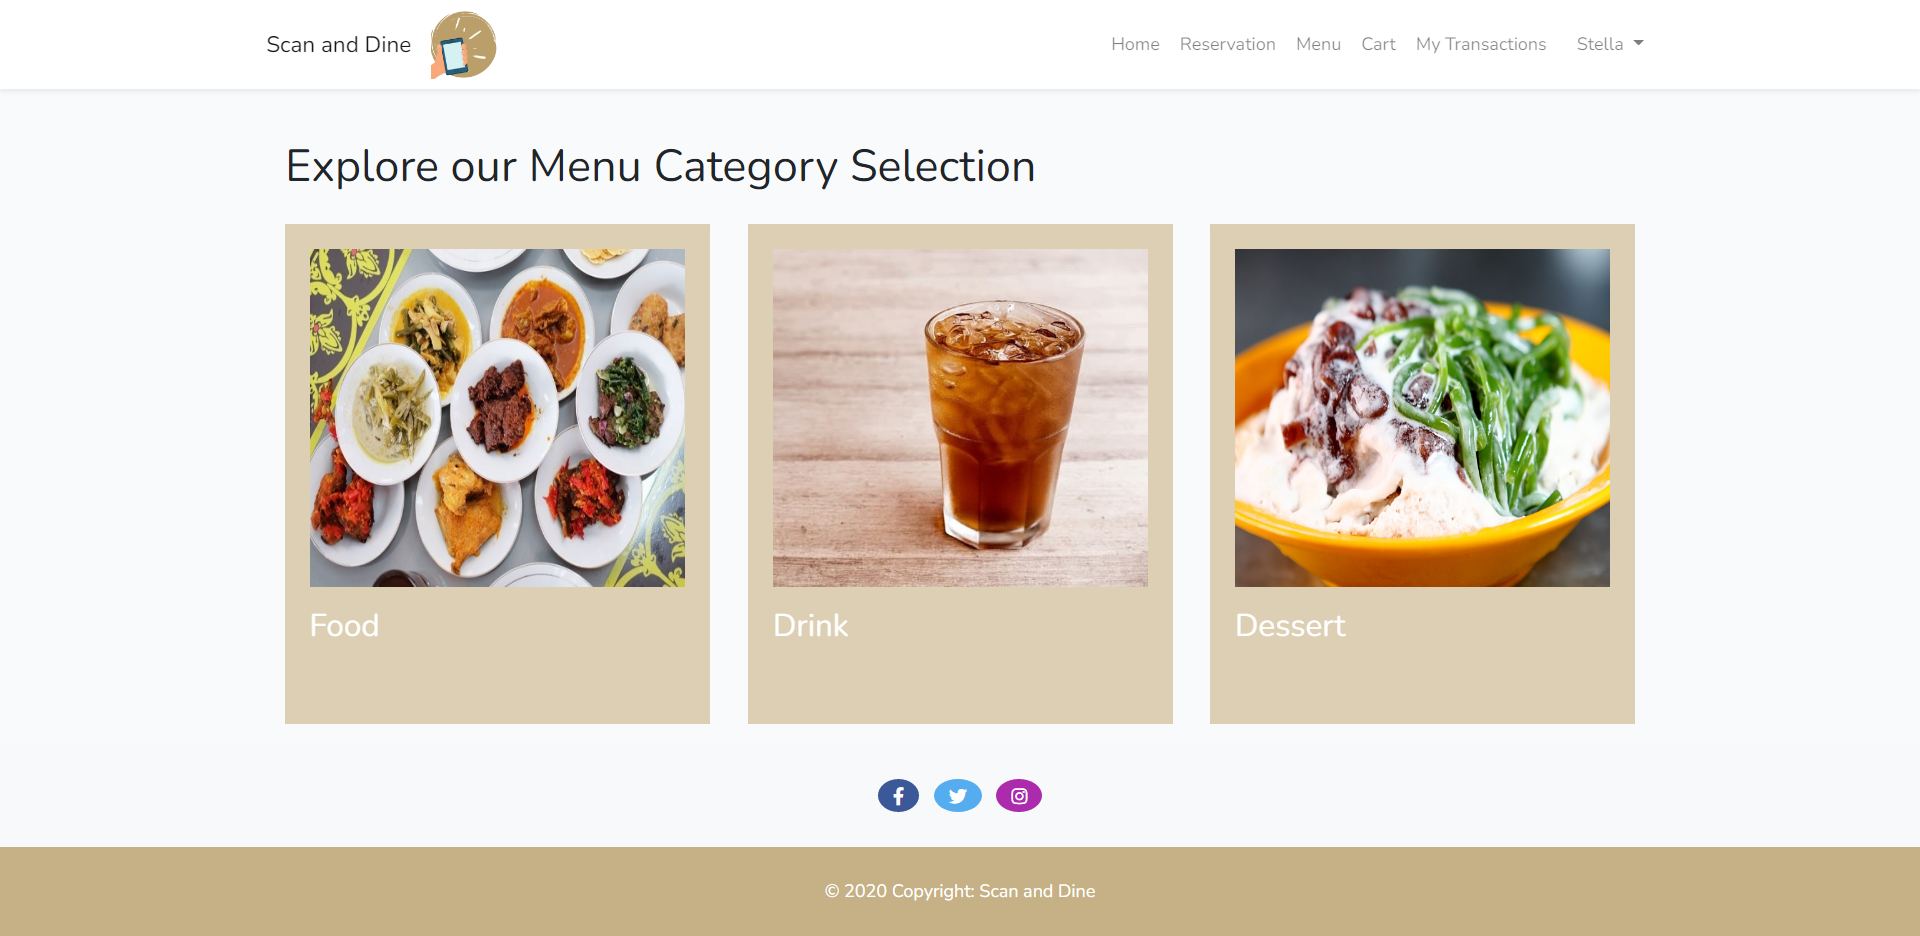 Scan and Dine
Home Reservation Menu Cart My Transactions Stella
Explore our Menu Category Selection
Food
Drink
Dessert
© 2020 Copyright: Scan and Dine